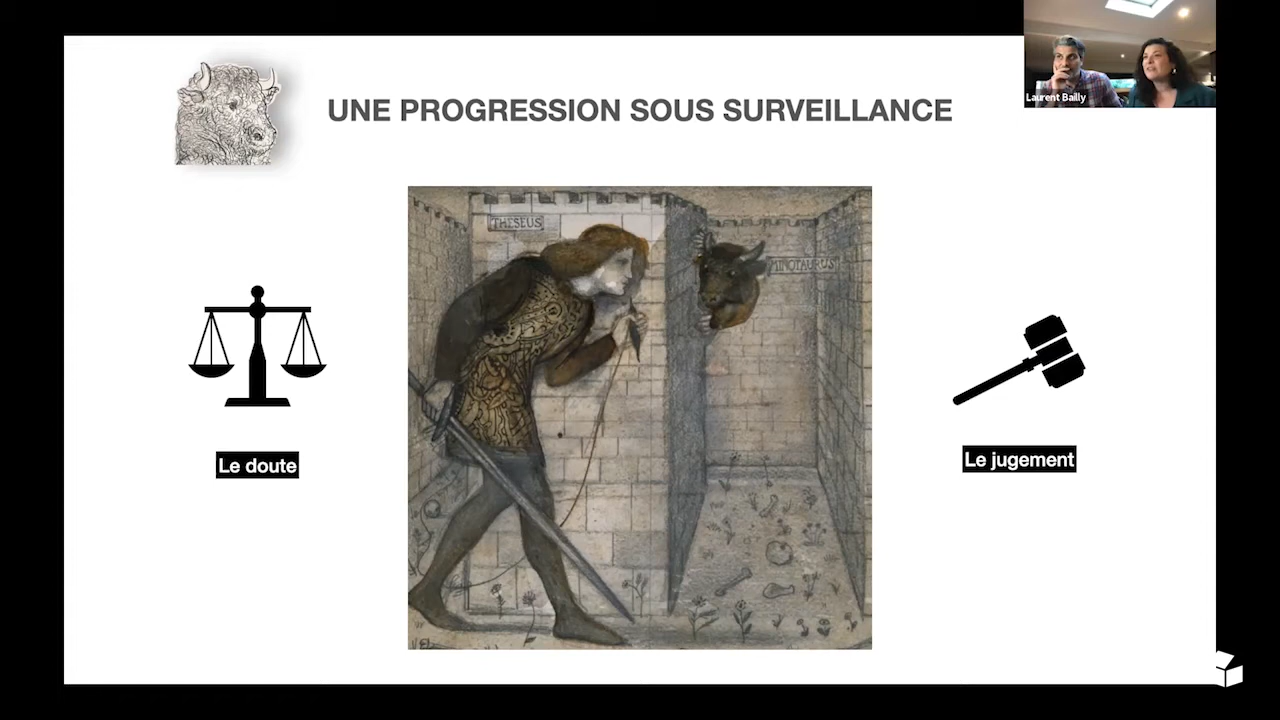 UNE PROGRESSION SOUS SURVEILLANCE
Laurent Bailly
THESEUS
MINOTAURUS
Le doute
Le jugement